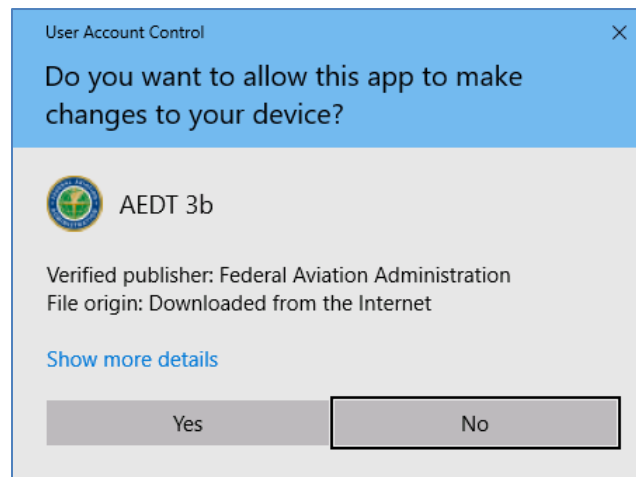 User Account Control
Do you want to allow this app to make
changes to your device?
AEDT 3b
Verified publisher: Federal Aviation Administration
File origin: Downloaded from the Internet
Show more details
Yes
No